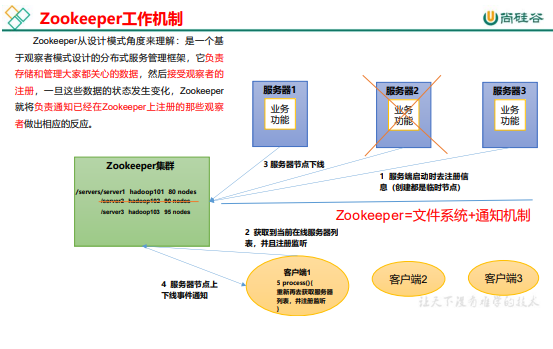 Zookeeper工作机制
尚硅谷
Zookeeper从设计模式角度来理解：是一个基
于观察者模式设计的分布式服务管理框架，它负责
存储和管理大家都关心的数据，然后接受观察者的
注册，一旦这些数据的状态发生变化，Zookeeper
就将负责通知已经在Zookeeper上注册的那些观察
者做出相应的反应。
服务器1
业务
功能
服务器2
业务
功能
服务器3
业务
功能
3 服务器节点下线
1 服务端启动时去注册信
息（创建都是临时节点）
Zookeeper集群
/servers/server1 hadoop101 80 nodes
/server2 hadoop102 90 nodes
/server3 hadoop103 95 nodes
Zookeeper=文件系统+通知机制
2 获取到当前在线服务器列
表，并且注册监听
4 服务器节点上
下线事件通知
客户端1
5 process(){
重新再去获取服务器
列表，并注册监听
}
客户端2
客户端3
让天下没有难学的技术